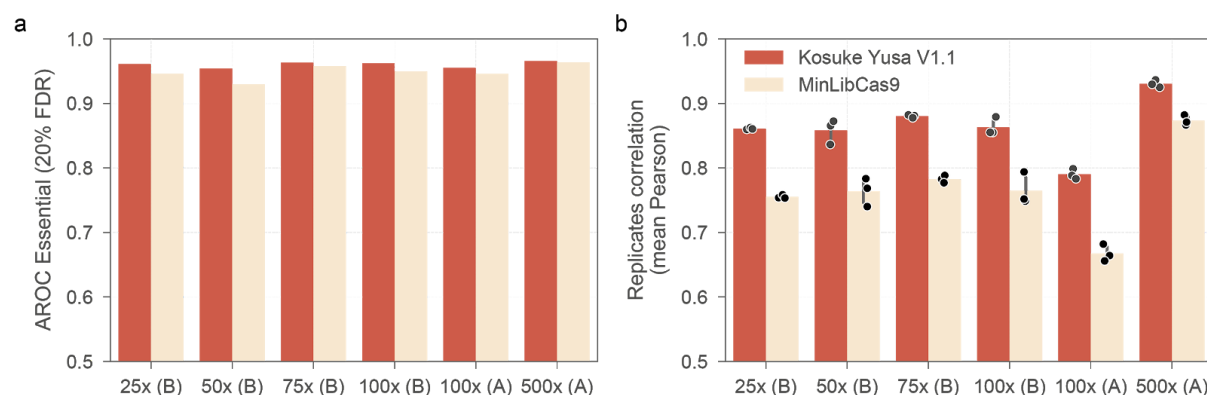 a
AROC Essential (20% FDR)
1.0
0.9
0.8
0.7
0.6
0.5
25x (B) 50x (B) 75x (B) 100x (B) 100x (A) 500x (A)
b
Replicates correlation
(mean Pearson)
1.0
0.9
0.8
0.7
0.6
0.5
Kosuke Yusa V1.1
MinLibCas9
25x (B) 50x (B) 75x (B) 100x (B) 100x (A) 500x (A)